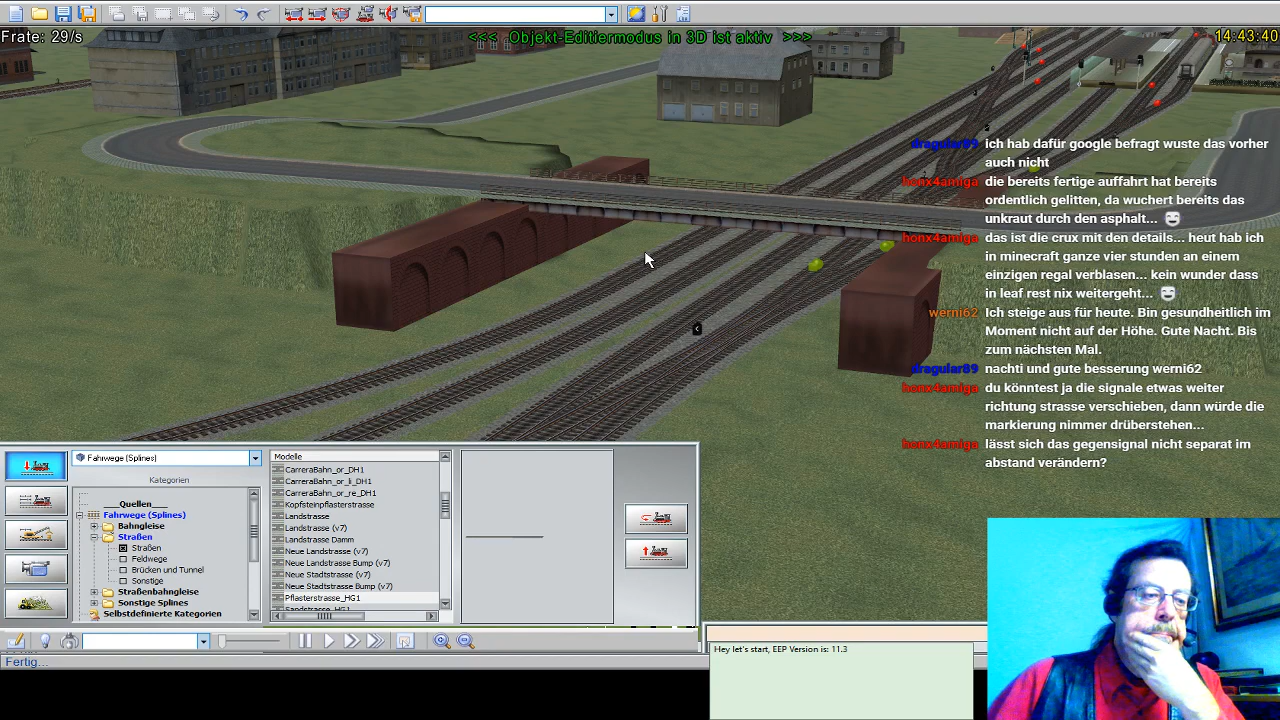 Frate: 29/s
<<< Objekt-Editiermodus in 3D ist aktiv >>>
14:43:40
dragular89 ich hab dafür google befragt wuste das vorher
auch nicht
honx4amiga die bereits fertige auffahrt hat bereits
ordentlich gelitten, da wuchert bereits das
unkraut durch den asphalt...
honx4amiga das ist die crux mit den details... heut hab ich
in minecraft ganze vier stunden an einem
einzigen regal verblasen... kein wunder dass
in leaf rest nix weitergeht...
werni62 Ich steige aus für heute. Bin gesundheitlich im
Moment nicht auf der Höhe. Gute Nacht. Bis
zum nächsten Mal.
dragular89 nachti und gute besserung werni62
honx4amiga du könntest ja die signale etwas weiter
richtung strasse verschieben, dann würde die
markierung nimmer drüberstehen...
honx4amiga lässt sich das gegensignal nicht separat im
abstand verändern?
Fahrwege (Splines)
Kategorien
__Quellen__
Fahrwege (Splines)
Bahngleise
Straßen
Straßen
Feldwege
Brücken und Tunnel
Sonstige
Straßenbahngleise
Sonstige Splines
Selbstdefinierte Kategorien
Modelle
CarreraBahn_or_DH1
CarreraBahn_or_li_DH1
CarreraBahn_or_re_DH1
Kopfsteinpflasterstrasse
Landstrasse
Landstrasse (v7)
Landstrasse Damm
Neue Landstrasse (v7)
Neue Landstrasse Bump (v7)
Neue Stadtstrasse (v7)
Neue Stadtstrasse Bump (v7)
Pflasterstrasse_HG1
Sandstrasse_HG1
Fertig...
Hey let's start, EEP Version is: 11.3